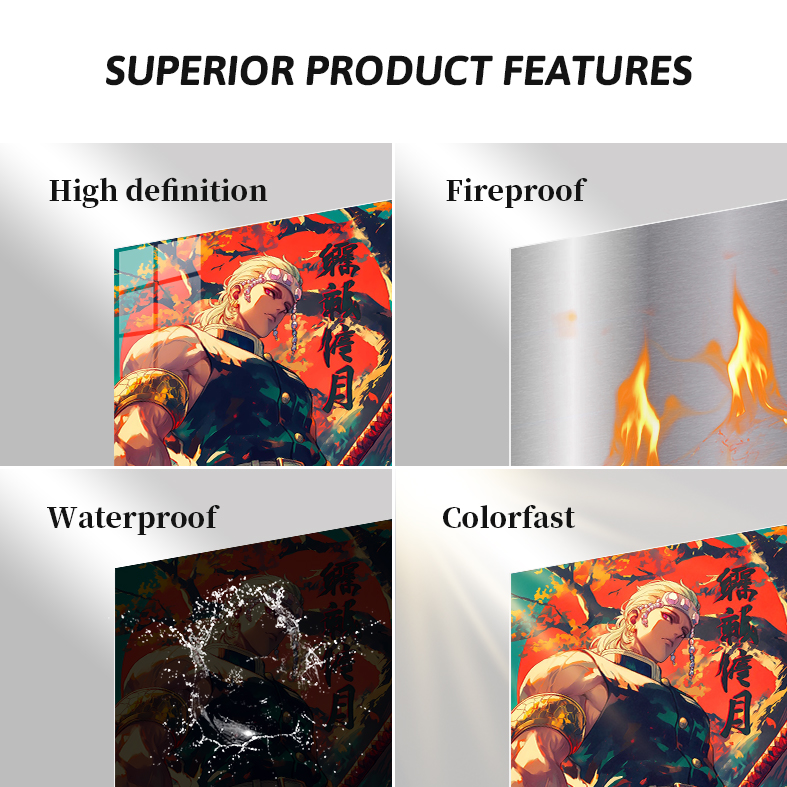 SUPERIOR PRODUCT FEATURES
High definition
Fireproof
Waterproof
Colorfast